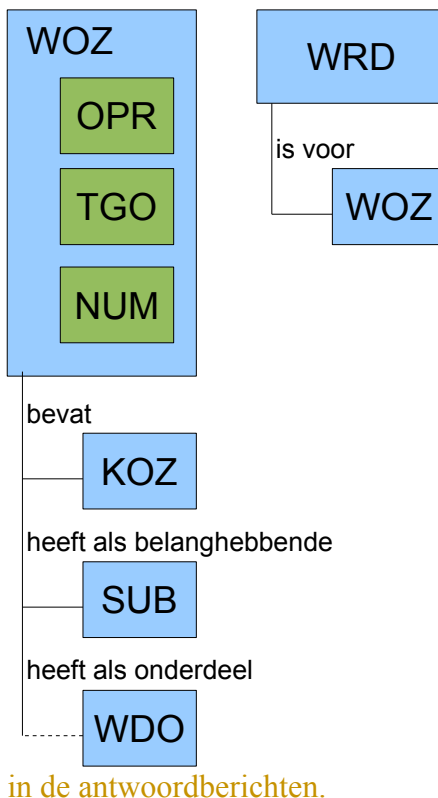 WOZ
OPR
TGO
NUM
bevat
KOZ
heeft als belanghebbende
SUB
heeft als onderdeel
WDO
WRD
is voor
WOZ
in de antwoordberichten.